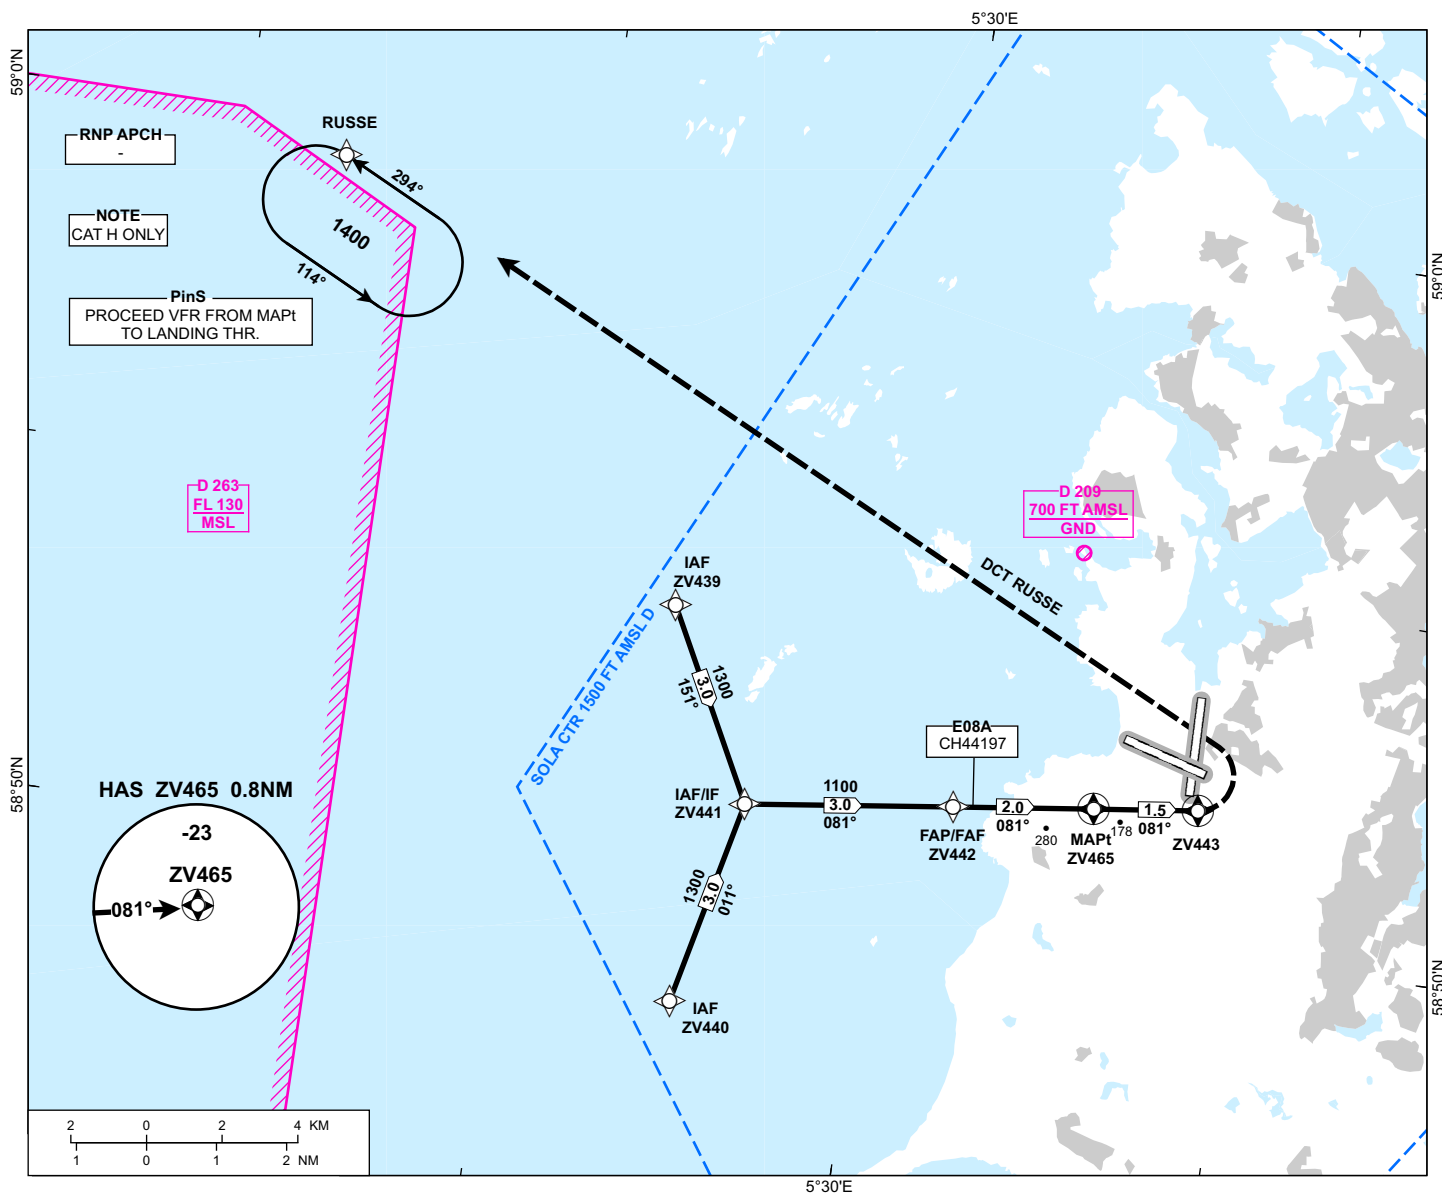 5°30'E
59°0'N
RUSSE
RNP APCH
-
294°
NOTE
CAT H ONLY
1400
114°
59°0'N
PinS
PROCEED VFR FROM MAPt
TO LANDING THR.
D 263
FL 130
MSL
D 209
700 FT AMSL
GND
DCT RUSSE
IAF
ZV439
SOLA CTR 1500 FT AMSL D
1300
3.0
151°
E08A
CH44197
58°50'N
HAS ZV465 0.8NM
-23
ZV465
081°
IAF/IF
ZV441
1100
3.0
081°
FAP/FAF
ZV442
2.0
081°
280
MAPt
ZV465
178
1.5
081°
ZV443
1300
3.0
011°
IAF
ZV440
58°50'N
2 0 2 4 KM
1 0 1 2 NM
5°30'E